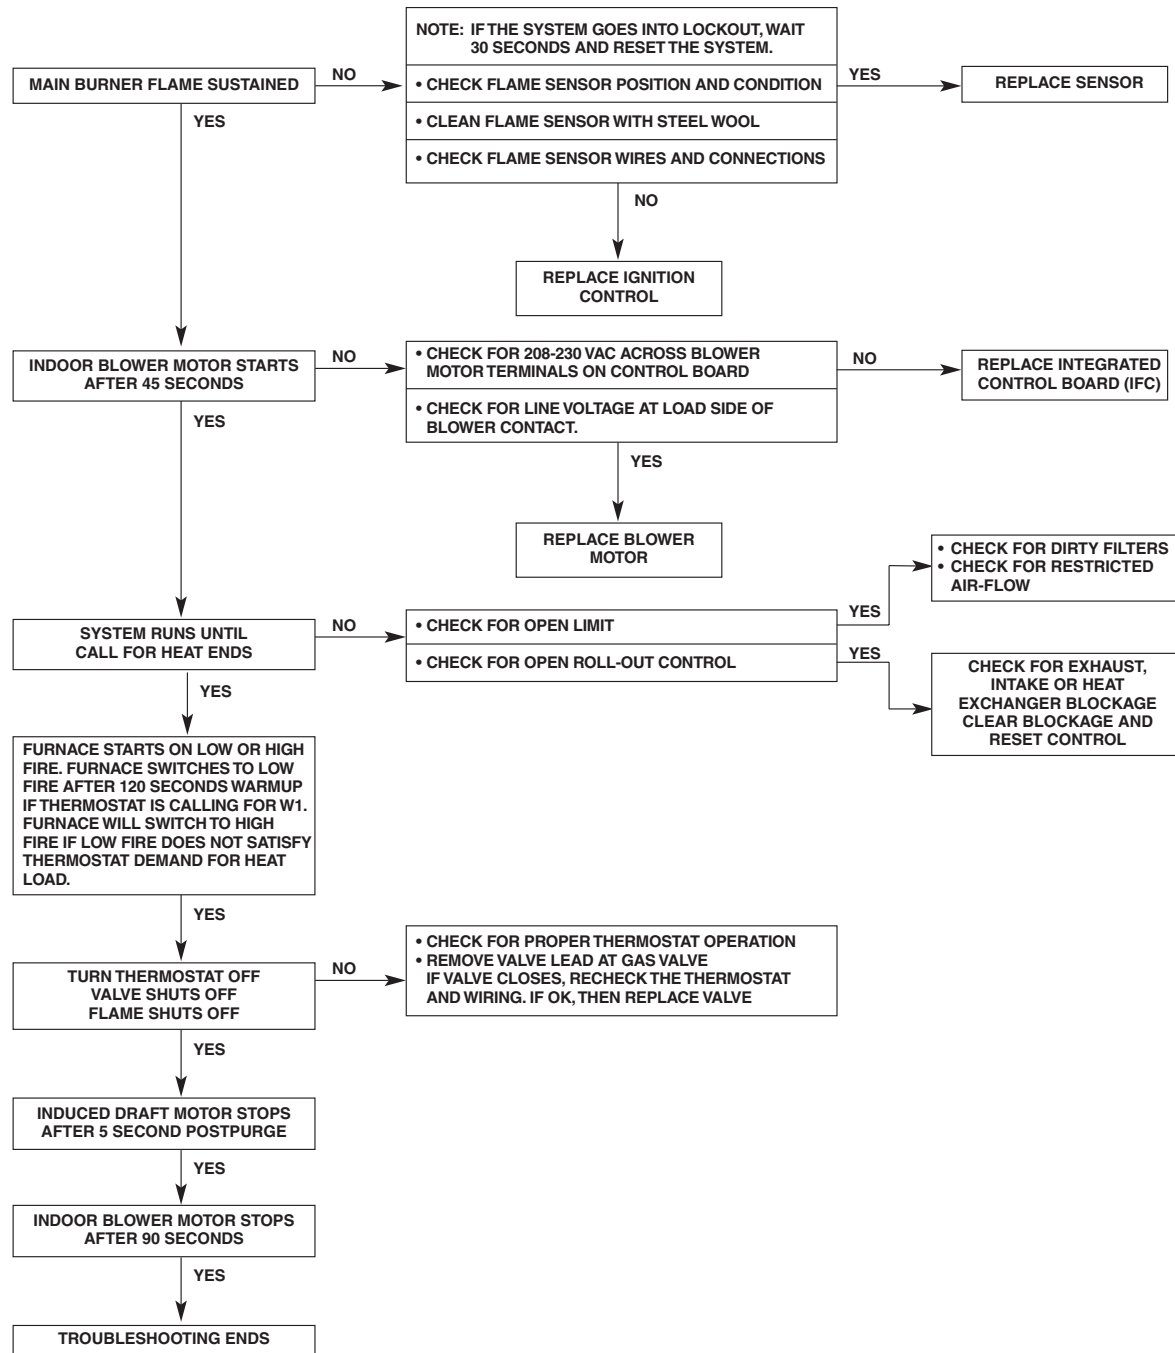 NOTE: IF THE SYSTEM GOES INTO LOCKOUT, WAIT
30 SECONDS AND RESET THE SYSTEM.
MAIN BURNER FLAME SUSTAINED
NO
• CHECK FLAME SENSOR POSITION AND CONDITION
YES
REPLACE SENSOR
YES
• CLEAN FLAME SENSOR WITH STEEL WOOL
• CHECK FLAME SENSOR WIRES AND CONNECTIONS
NO
REPLACE IGNITION
CONTROL
INDOOR BLOWER MOTOR STARTS
AFTER 45 SECONDS
NO
• CHECK FOR 208-230 VAC ACROSS BLOWER
MOTOR TERMINALS ON CONTROL BOARD
NO
REPLACE INTEGRATED
CONTROL BOARD (IFC)
YES
• CHECK FOR LINE VOLTAGE AT LOAD SIDE OF
BLOWER CONTACT.
YES
REPLACE BLOWER
MOTOR
• CHECK FOR DIRTY FILTERS
• CHECK FOR RESTRICTED
AIR-FLOW
SYSTEM RUNS UNTIL
CALL FOR HEAT ENDS
NO
• CHECK FOR OPEN LIMIT
YES
• CHECK FOR OPEN ROLL-OUT CONTROL
YES
CHECK FOR EXHAUST,
INTAKE OR HEAT
EXCHANGER BLOCKAGE
CLEAR BLOCKAGE AND
RESET CONTROL
YES
FURNACE STARTS ON LOW OR HIGH
FIRE. FURNACE SWITCHES TO LOW
FIRE AFTER 120 SECONDS WARMUP
IF THERMOSTAT IS CALLING FOR W1.
FURNACE WILL SWITCH TO HIGH
FIRE IF LOW FIRE DOES NOT SATISFY
THERMOSTAT DEMAND FOR HEAT
LOAD.
YES
TURN THERMOSTAT OFF
VALVE SHUTS OFF
FLAME SHUTS OFF
NO
• CHECK FOR PROPER THERMOSTAT OPERATION
• REMOVE VALVE LEAD AT GAS VALVE
IF VALVE CLOSES, RECHECK THE THERMOSTAT
AND WIRING. IF OK, THEN REPLACE VALVE
YES
INDUCED DRAFT MOTOR STOPS
AFTER 5 SECOND POSTPURGE
YES
INDOOR BLOWER MOTOR STOPS
AFTER 90 SECONDS
YES
TROUBLESHOOTING ENDS